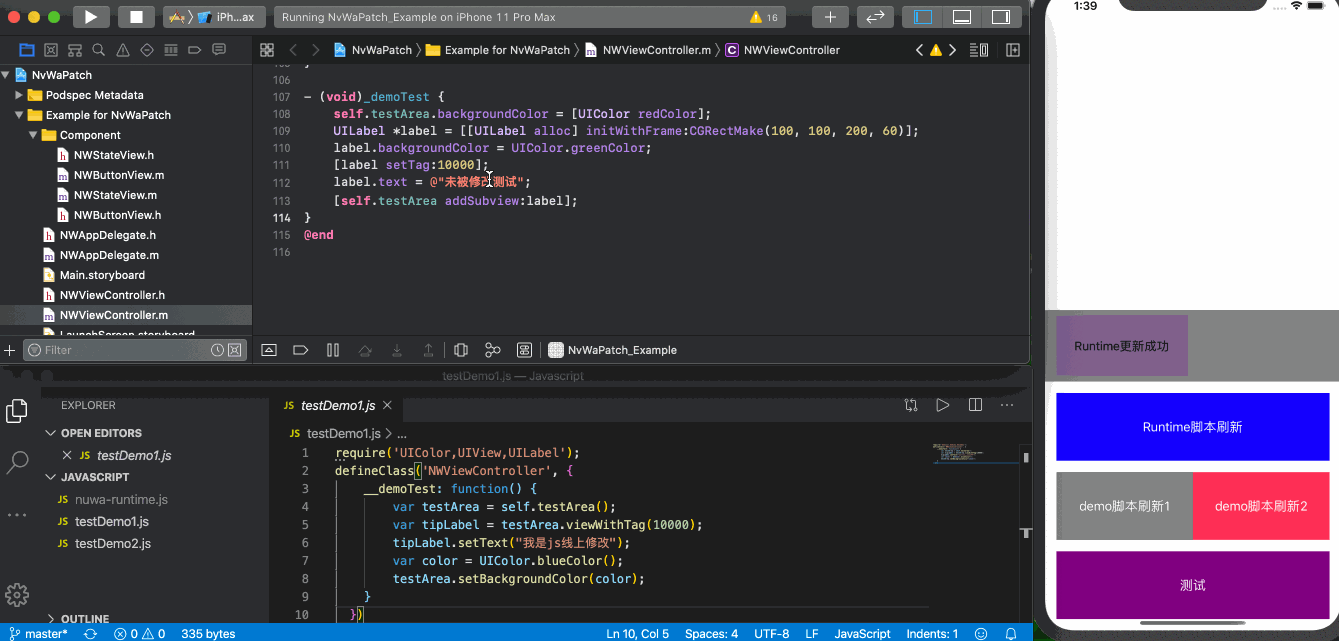 iPh...ax
Running NvWaPatch_Example on iPhone 11 Pro Max
16
NvWaPatch
Example for NvWaPatch
NWViewController.m
C NWViewController
NvWaPatch
Podspec Metadata
Example for NvWaPatch
Component
h NWStateView.h
m NWButtonView.m
m NWStateView.m
h NWButtonView.h
h NWAppDelegate.h
m NWAppDelegate.m
Main.storyboard
h NWViewController.h
m NWViewController.m
LaunchScreen.storyboard
Filter
106
107 - (void)_demoTest {
108 self.testArea.backgroundColor = [UIColor redColor];
109 UILabel *label = [[UILabel alloc] initWithFrame:CGRectMake(100, 100, 200, 60)];
110 label.backgroundColor = UIColor.greenColor;
111 [label setTag:10000];
112 label.text = @"未被修改测试";
113 [self.testArea addSubview:label];
114 }
115 @end
116
NvWaPatch_Example
testDemo1.js — Javascript
EXPLORER
OPEN EDITORS
JS testDemo1.js
JAVASCRIPT
JS nuwa-runtime.js
JS testDemo1.js
JS testDemo2.js
OUTLINE
JS testDemo1.js
JS testDemo1.js > ...
1 require('UIColor,UIView,UILabel');
2 defineClass('NWViewController', {
3 __demoTest: function() {
4 var testArea = self.testArea();
5 var tipLabel = testArea.viewWithTag(10000);
6 tipLabel.setText("我是js线上修改");
7 var color = UIColor.blueColor();
8 testArea.setBackgroundColor(color);
9 }
10 })
master*
0 0
335 bytes
Ln 10, Col 5
Spaces: 4
UTF-8
LF
JavaScript
Indents: 1
1:39
Runtime更新成功
Runtime脚本刷新
demo脚本刷新1
demo脚本刷新2
测试